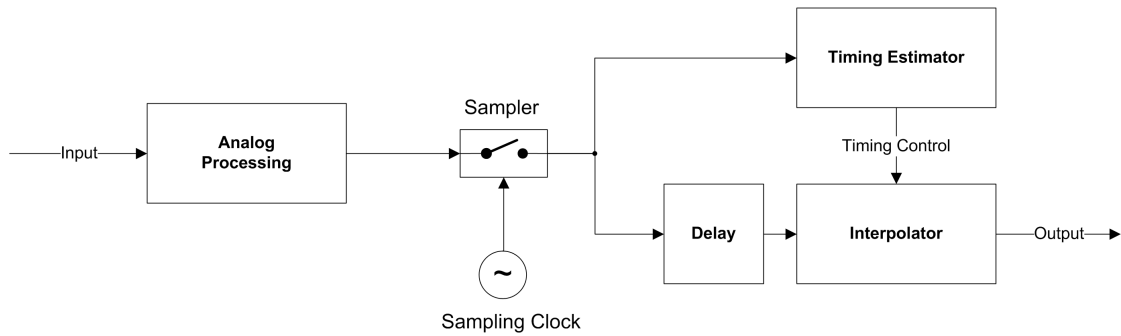 Timing Estimator
Sampler
Analog
Processing
Input
Timing Control
Delay
Interpolator
Output
~
Sampling Clock